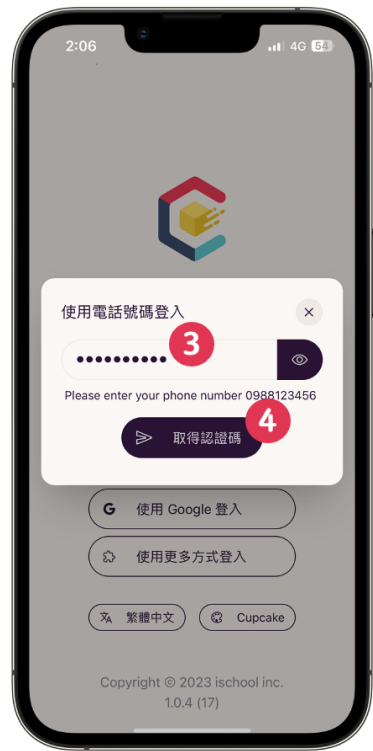 2:06
4G 54
使用電話號碼登入
×
●●●●●●●●●●
3
Please enter your phone number 0988123456
4
取得認證碼
G 使用 Google 登入
使用更多方式登入
繁體中文
Cupcake
Copyright © 2023 ischool inc.
1.0.4 (17)